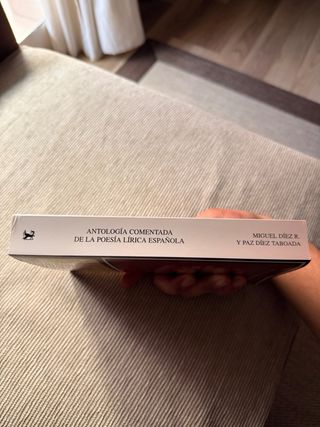 ANTOLOGÍA COMENTADA
DE LA POESÍA LÍRICA ESPAÑOLA
MIGUEL DÍEZ R.
Y PAZ DÍEZ TABOADA